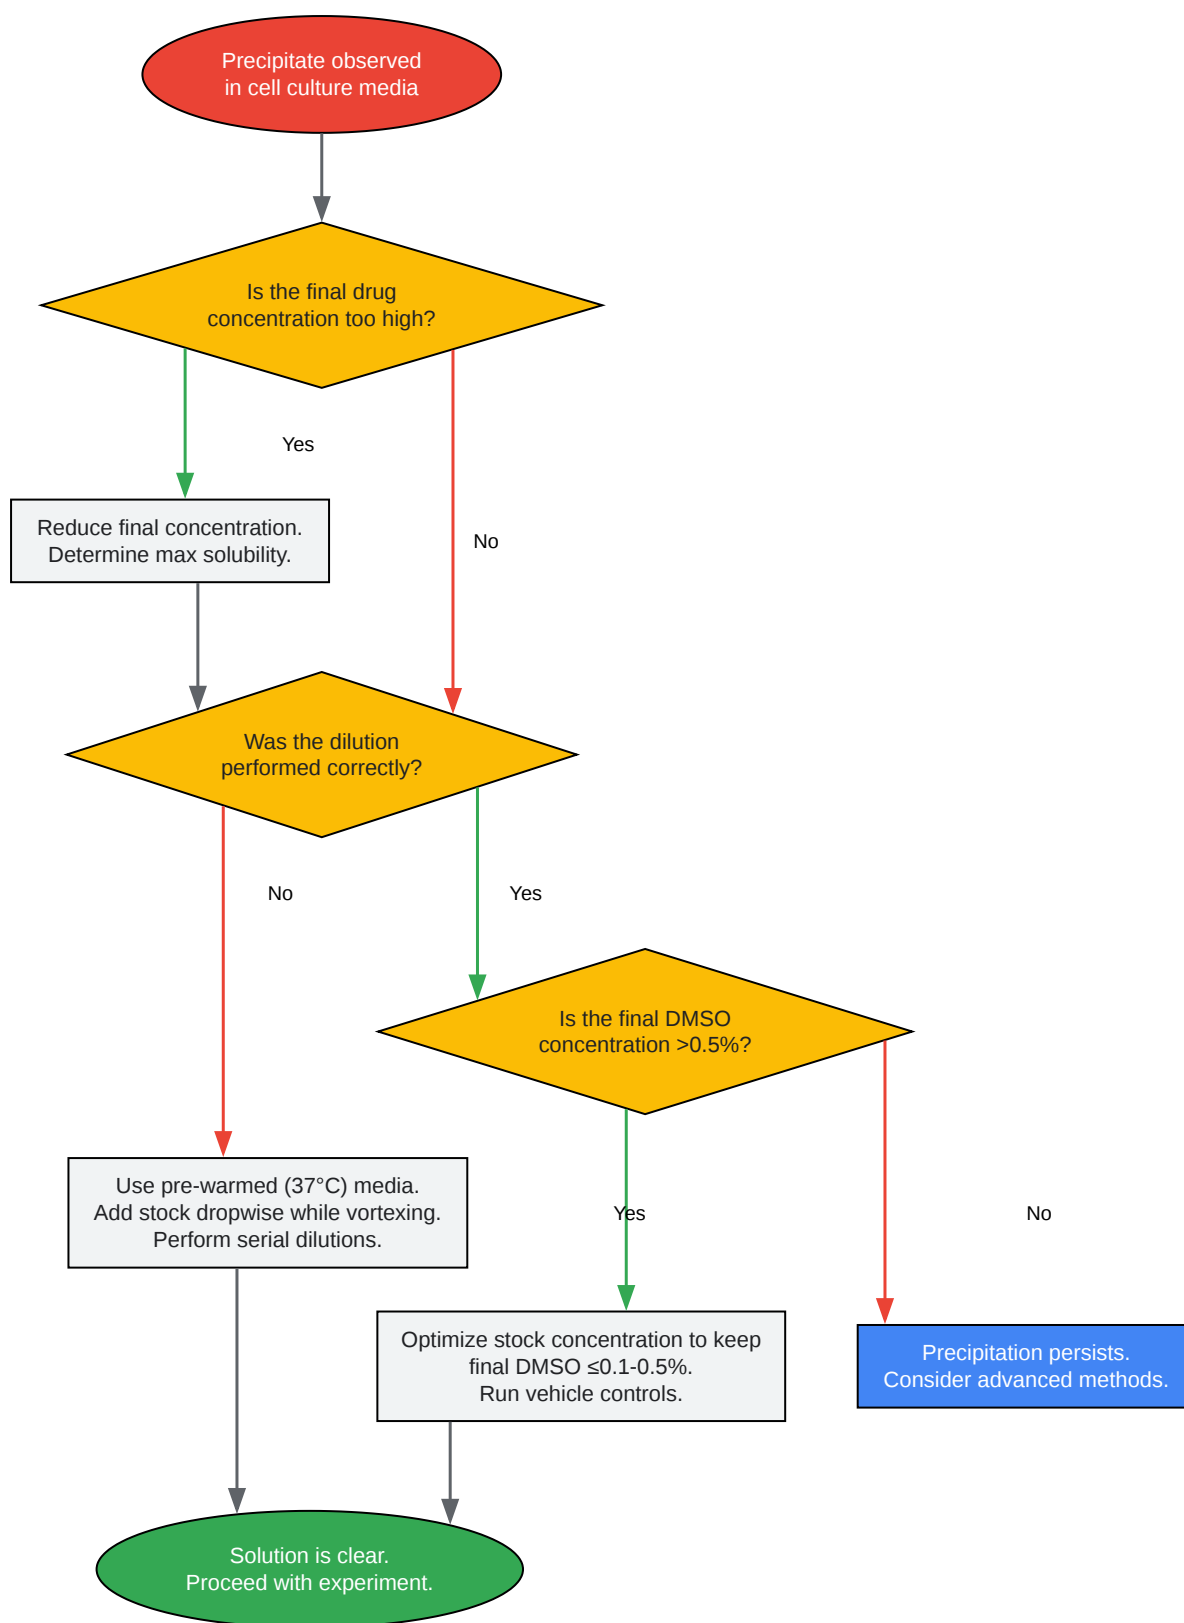 Precipitate observed
in cell culture media
Is the final drug
concentration too high?
Yes
Reduce final concentration.
Determine max solubility.
No
Was the dilution
performed correctly?
No
Yes
Is the final DMSO
concentration >0.5%?
Use pre-warmed (37°C) media.
Add stock dropwise while vortexing.
Perform serial dilutions.
Yes
No
Optimize stock concentration to keep
final DMSO ≤0.1-0.5%.
Run vehicle controls.
Precipitation persists.
Consider advanced methods.
Solution is clear.
Proceed with experiment.